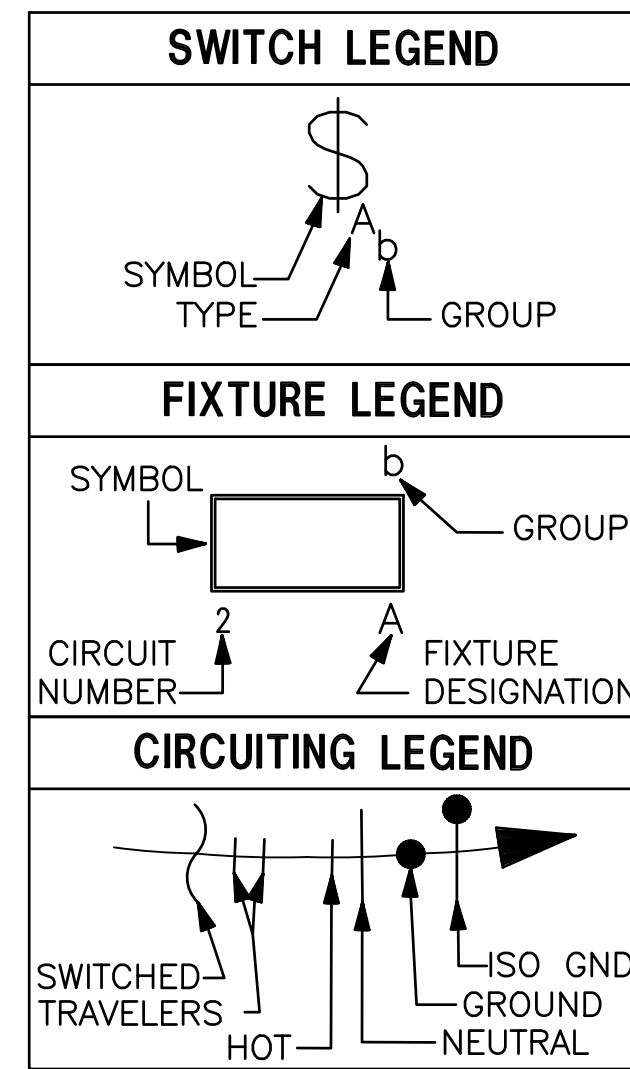 SWITCH LEGEND
$
A
b
SYMBOL
TYPE
GROUP
FIXTURE LEGEND
b
SYMBOL
GROUP
2
A
CIRCUIT
NUMBER
FIXTURE
DESIGNATION
CIRCUITING LEGEND
SWITCHED
TRAVELERS
HOT
ISO GND
GROUND
NEUTRAL